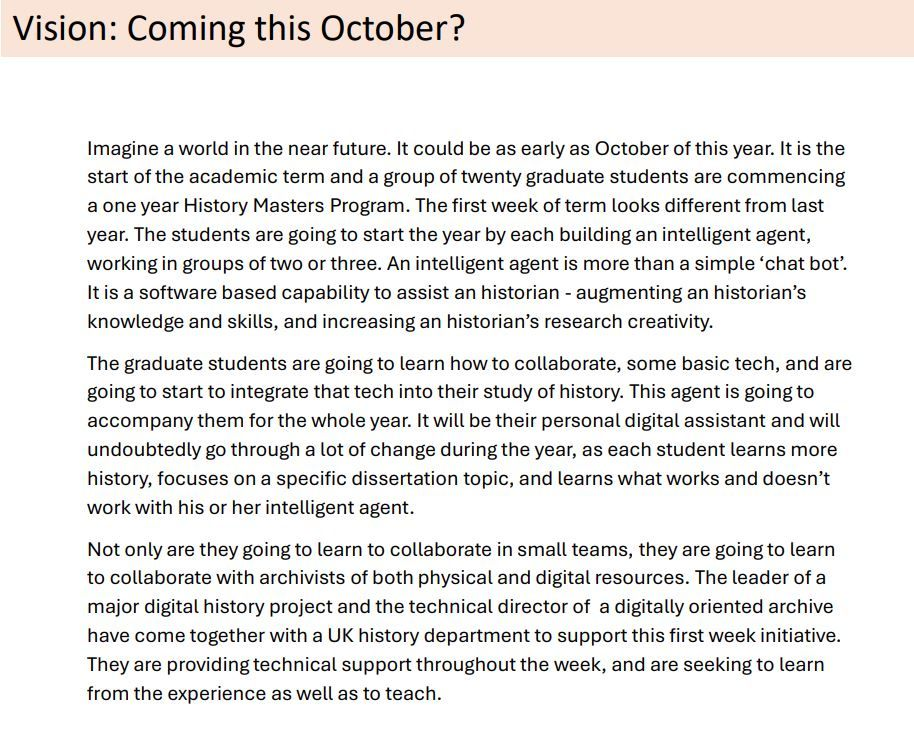 Vision: Coming this October?
Imagine a world in the near future. It could be as early as October of this year. It is the
start of the academic term and a group of twenty graduate students are commencing
a one year History Masters Program. The first week of term looks different from last
year. The students are going to start the year by each building an intelligent agent,
working in groups of two or three. An intelligent agent is more than a simple ‘chat bot’.
It is a software based capability to assist an historian - augmenting an historian’s
knowledge and skills, and increasing an historian’s research creativity.
The graduate students are going to learn how to collaborate, some basic tech, and are
going to start to integrate that tech into their study of history. This agent is going to
accompany them for the whole year. It will be their personal digital assistant and will
undoubtedly go through a lot of change during the year, as each student learns more
history, focuses on a specific dissertation topic, and learns what works and doesn’t
work with his or her intelligent agent.
Not only are they going to learn to collaborate in small teams, they are going to learn
to collaborate with archivists of both physical and digital resources. The leader of a
major digital history project and the technical director of  a digitally oriented archive
have come together with a UK history department to support this first week initiative.
They are providing technical support throughout the week, and are seeking to learn
from the experience as well as to teach.